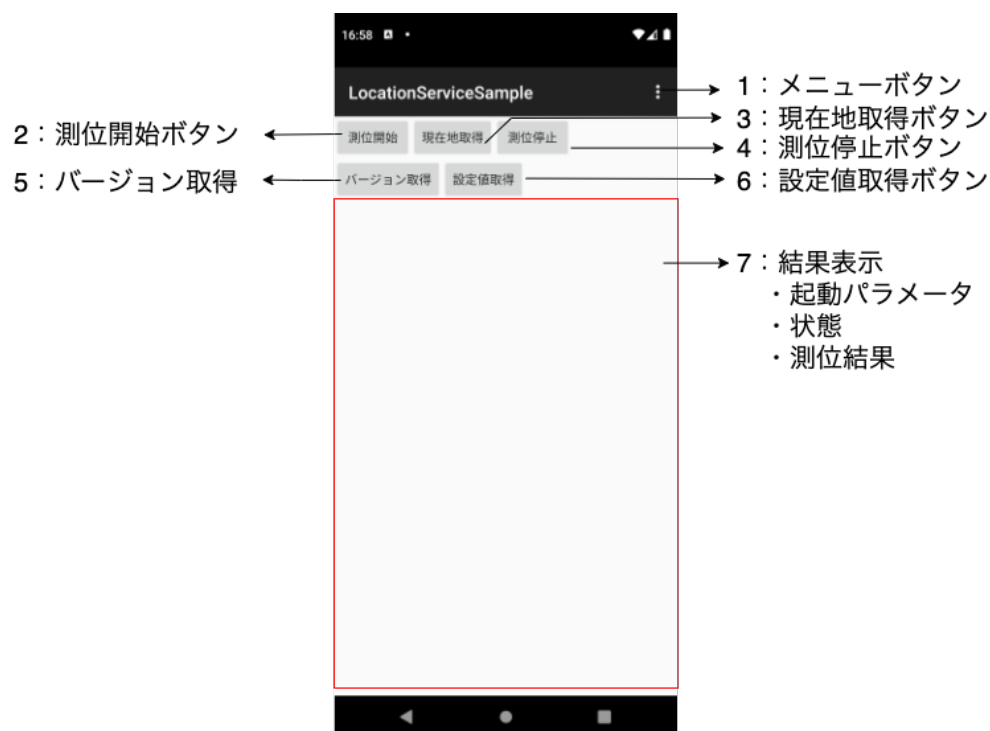 16:58
LocationServiceSample
1：メニューボタン
2：測位開始ボタン
測位開始
現在地取得
測位停止
3：現在地取得ボタン
4：測位停止ボタン
5：バージョン取得
バージョン取得
設定値取得
6：設定値取得ボタン
7：結果表示
・起動パラメータ
・状態
・測位結果